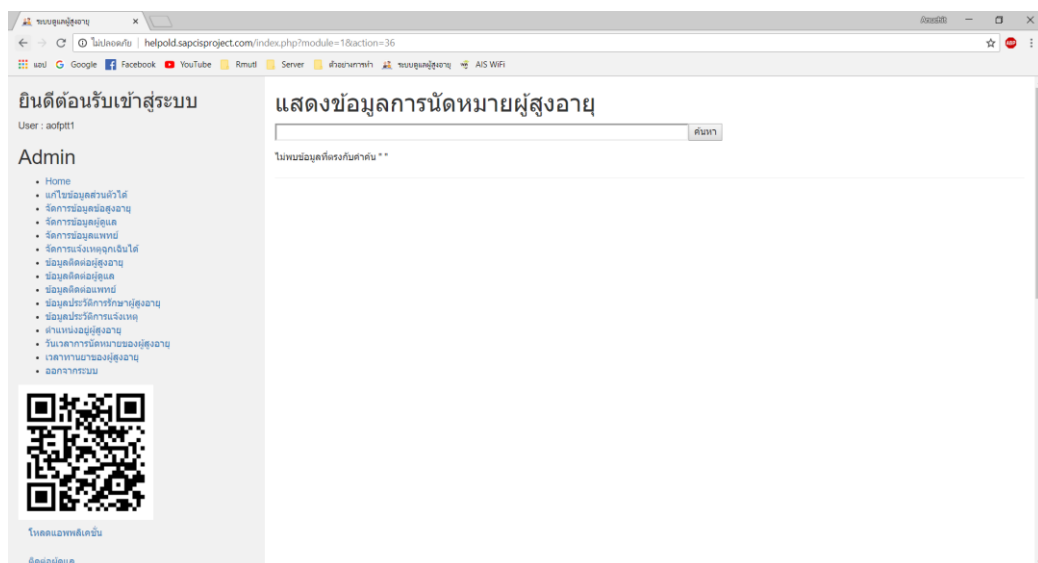 ระบบดูแลผู้สูงอายุ
ไม่ปลอดภัย | helpold.sapcisproject.com/index.php?module=1&action=36
แอป Google Facebook YouTube Rmutl Server ตัวอย่างการทำ ระบบดูแลผู้สูงอายุ AIS WiFi
ยินดีต้อนรับเข้าสู่ระบบ
User : aofptt1
Admin
Home
แก้ไขข้อมูลส่วนตัวได้
จัดการข้อมูลข้อสูงอายุ
จัดการข้อมูลผู้ดูแล
จัดการข้อมูลแพทย์
จัดการแจ้งเหตุฉุกเฉินได้
ข้อมูลติดต่อผู้สูงอายุ
ข้อมูลติดต่อผู้ดูแล
ข้อมูลติดต่อแพทย์
ข้อมูลประวัติการรักษาผู้สูงอายุ
ข้อมูลประวัติการแจ้งเหตุ
ตำแหน่งอยู่ผู้สูงอายุ
วันเวลาการนัดหมายของผู้สูงอายุ
เวลาทานยาของผู้สูงอายุ
ออกจากระบบ
โหลดแอพพลิเคชั่น
ติดต่อผู้ดูแล
แสดงข้อมูลการนัดหมายผู้สูงอายุ
ค้นหา
ไม่พบข้อมูลที่ตรงกับคำค้น " "